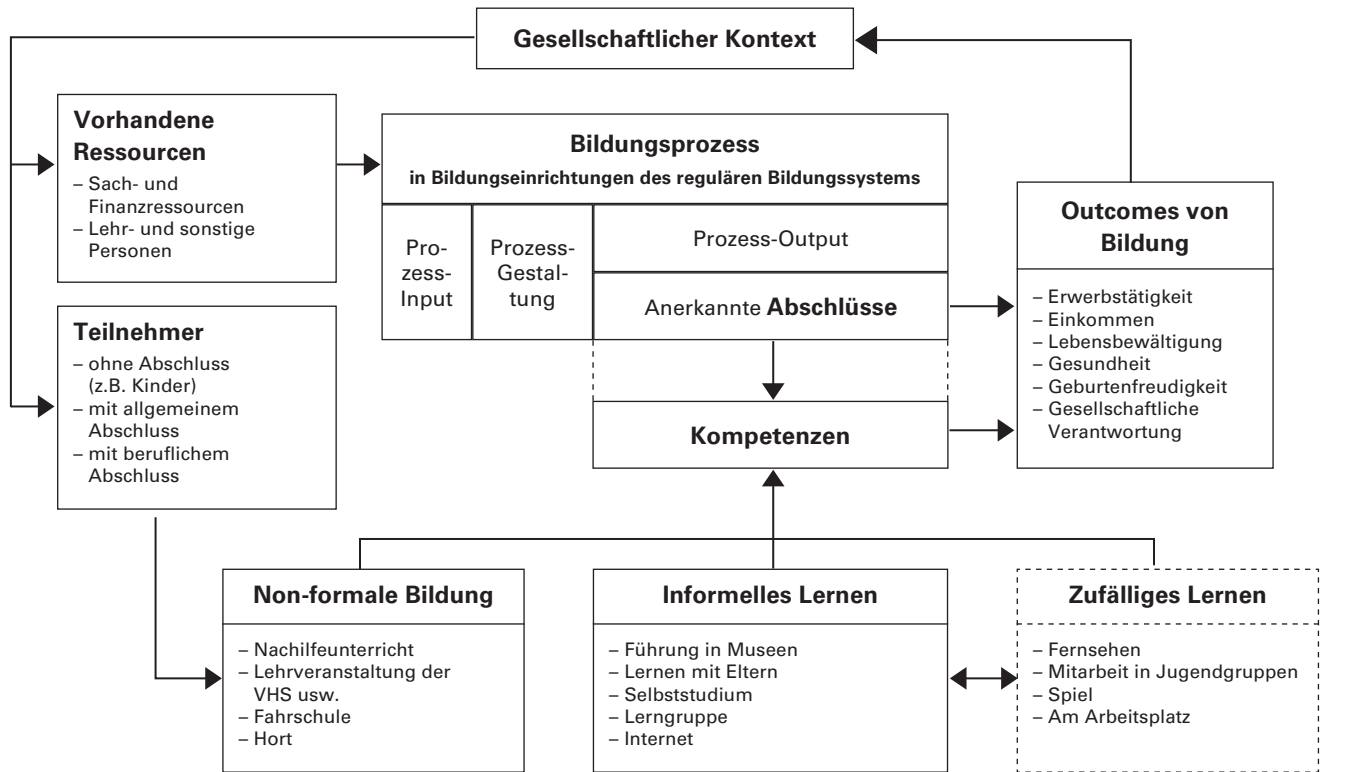 Gesellschaftlicher Kontext
Vorhandene
Ressourcen
– Sach- und
Finanzressourcen
– Lehr- und sonstige
Personen
Teilnehmer
– ohne Abschluss
(z.B. Kinder)
– mit allgemeinem
Abschluss
– mit beruflichem
Abschluss
Bildungsprozess
in Bildungseinrichtungen des regulären Bildungssystems
Pro-
zess-
Input
Prozess-
Gestal-
tung
Prozess-Output
Anerkannte Abschlüsse
Kompetenzen
Outcomes von
Bildung
– Erwerbstätigkeit
– Einkommen
– Lebensbewältigung
– Gesundheit
– Geburtenfreudigkeit
– Gesellschaftliche
Verantwortung
Non-formale Bildung
– Nachilfeunterricht
– Lehrveranstaltung der
VHS usw.
– Fahrschule
– Hort
Informelles Lernen
– Führung in Museen
– Lernen mit Eltern
– Selbststudium
– Lerngruppe
– Internet
Zufälliges Lernen
– Fernsehen
– Mitarbeit in Jugendgruppen
– Spiel
– Am Arbeitsplatz